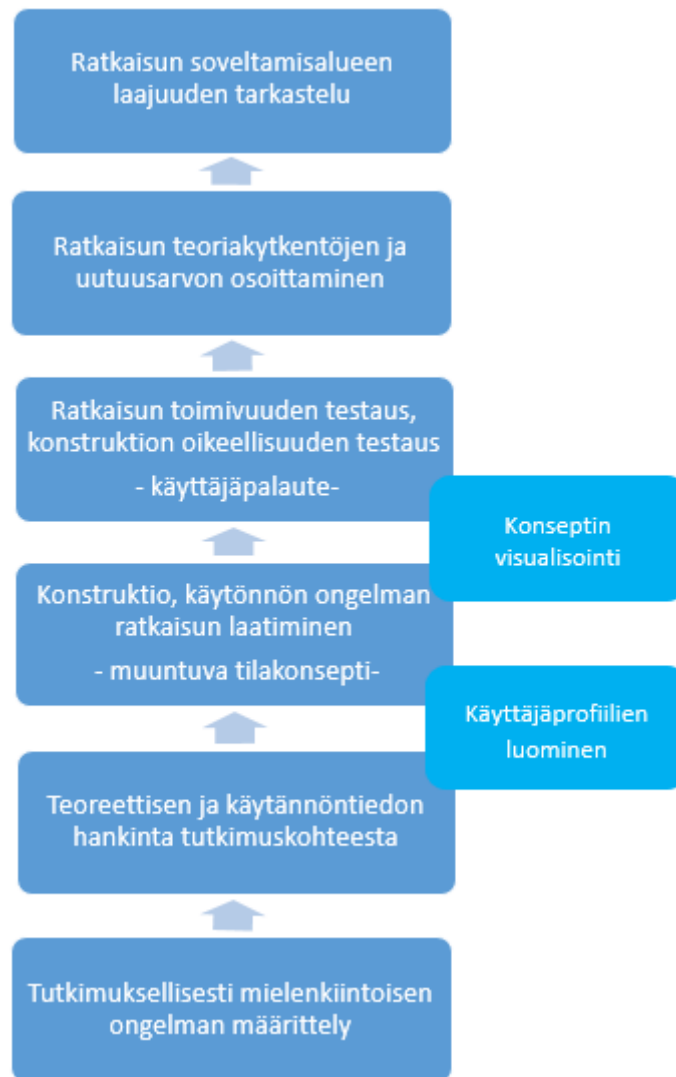 Ratkaisun soveltamisalueen
laajuuden tarkastelu
Ratkaisun teoriakytkentöjen ja
uutuusarvon osoittaminen
Ratkaisun toimivuuden testaus,
konstruktion oikeellisuuden testaus
- käyttäjäpalaute-
Konseptin
visualisointi
Konstruktio, käytönnön ongelman
ratkaisun laatiminen
- muuntuva tilakonsepti-
Käyttäjäprofiilien
luominen
Teoreettisen ja käytännöntiedon
hankinta tutkimuskohteesta
Tutkimuksellisesti mielenkiintoisen
ongelman määrittely